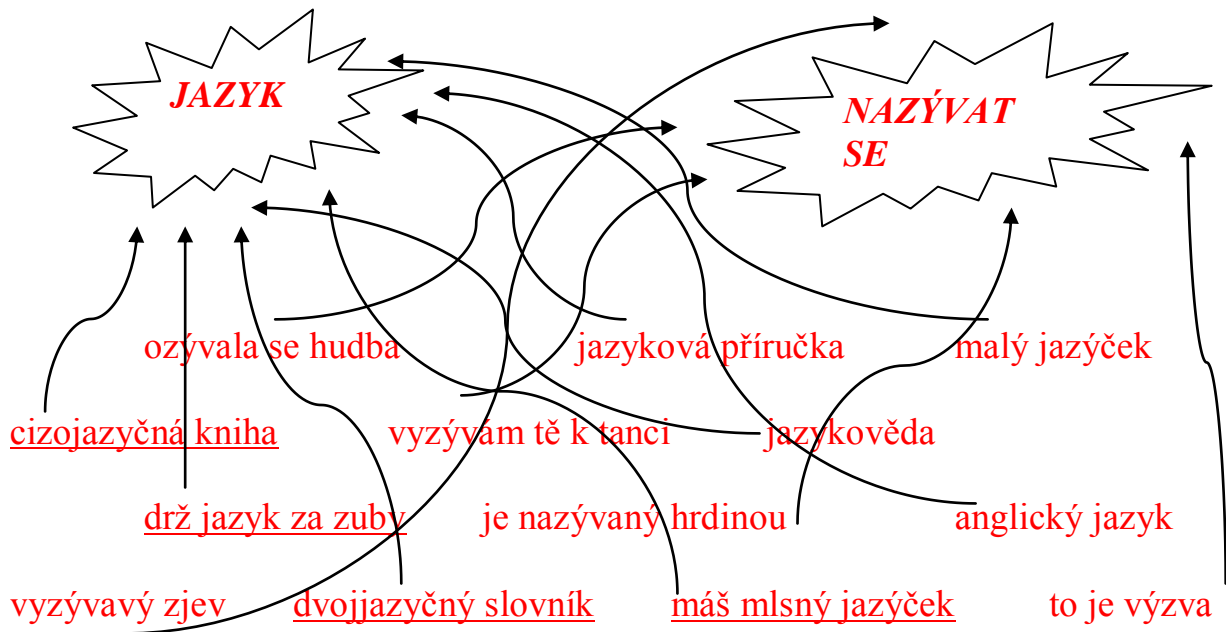 JAZYK
NAZÝVAT
SE
ozývala se hudba jazyková příručka malý jazýček
cizojazyčná kniha vyzývám tě k tanci jazykověda
drž jazyk za zuby je nazývaný hrdinou anglický jazyk
vyzývavý zjev dvojjazyčný slovník máš mlsný jazýček to je výzva